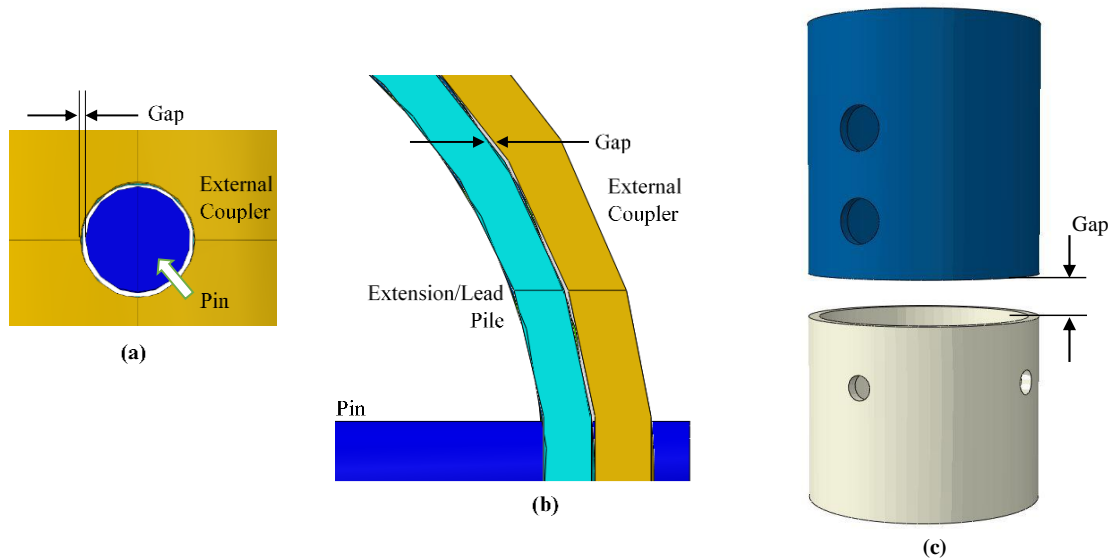 Gap
External
Coupler
Pin
(a)
Gap
External
Coupler
Extension/Lead
Pile
Pin
(b)
Gap
(c)